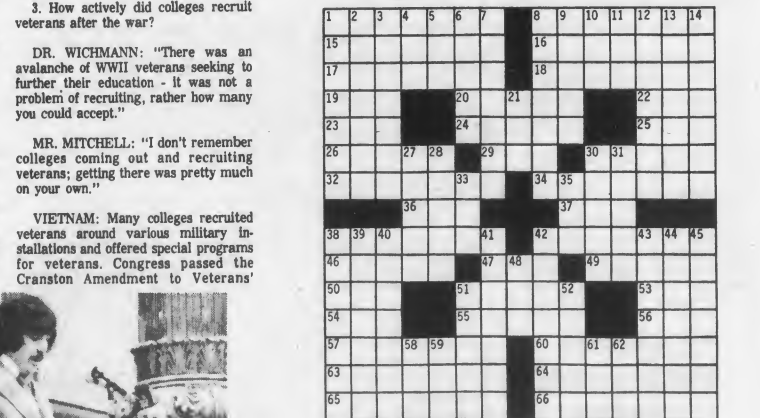 3. How actively did colleges recruit
veterans after the war?
DR. WICHMANN: "There was an
avalanche of WWII veterans seeking to
further their education - it was not a
problem of recruiting, rather how many
you could accept."
MR. MITCHELL: "I don't remember
colleges coming out and recruiting
veterans; getting there was pretty much
on your own."
VIETNAM: Many colleges recruited
veterans around various military in-
stallations and offered special programs
for veterans. Congress passed the
Cranston Amendment to Veterans'
1 2 3 4 5 6 7 8 9 10 11 12 13 14
15 16
17 18
19 20 21 22
23 24 25
26 27 28 29 30 31
32 33 34 35
36 37
38 39 40 41 42 43 44 45
46 47 48 49
50 51 52 53
54 55 56
57 58 59 60 61 62
63 64
65 66